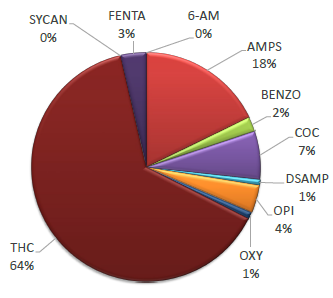 SYCAN
0%
FENTA
3%
6-AM
0%
AMPS
18%
BENZO
2%
COC
7%
DSAMP
1%
OPI
4%
OXY
1%
THC
64%